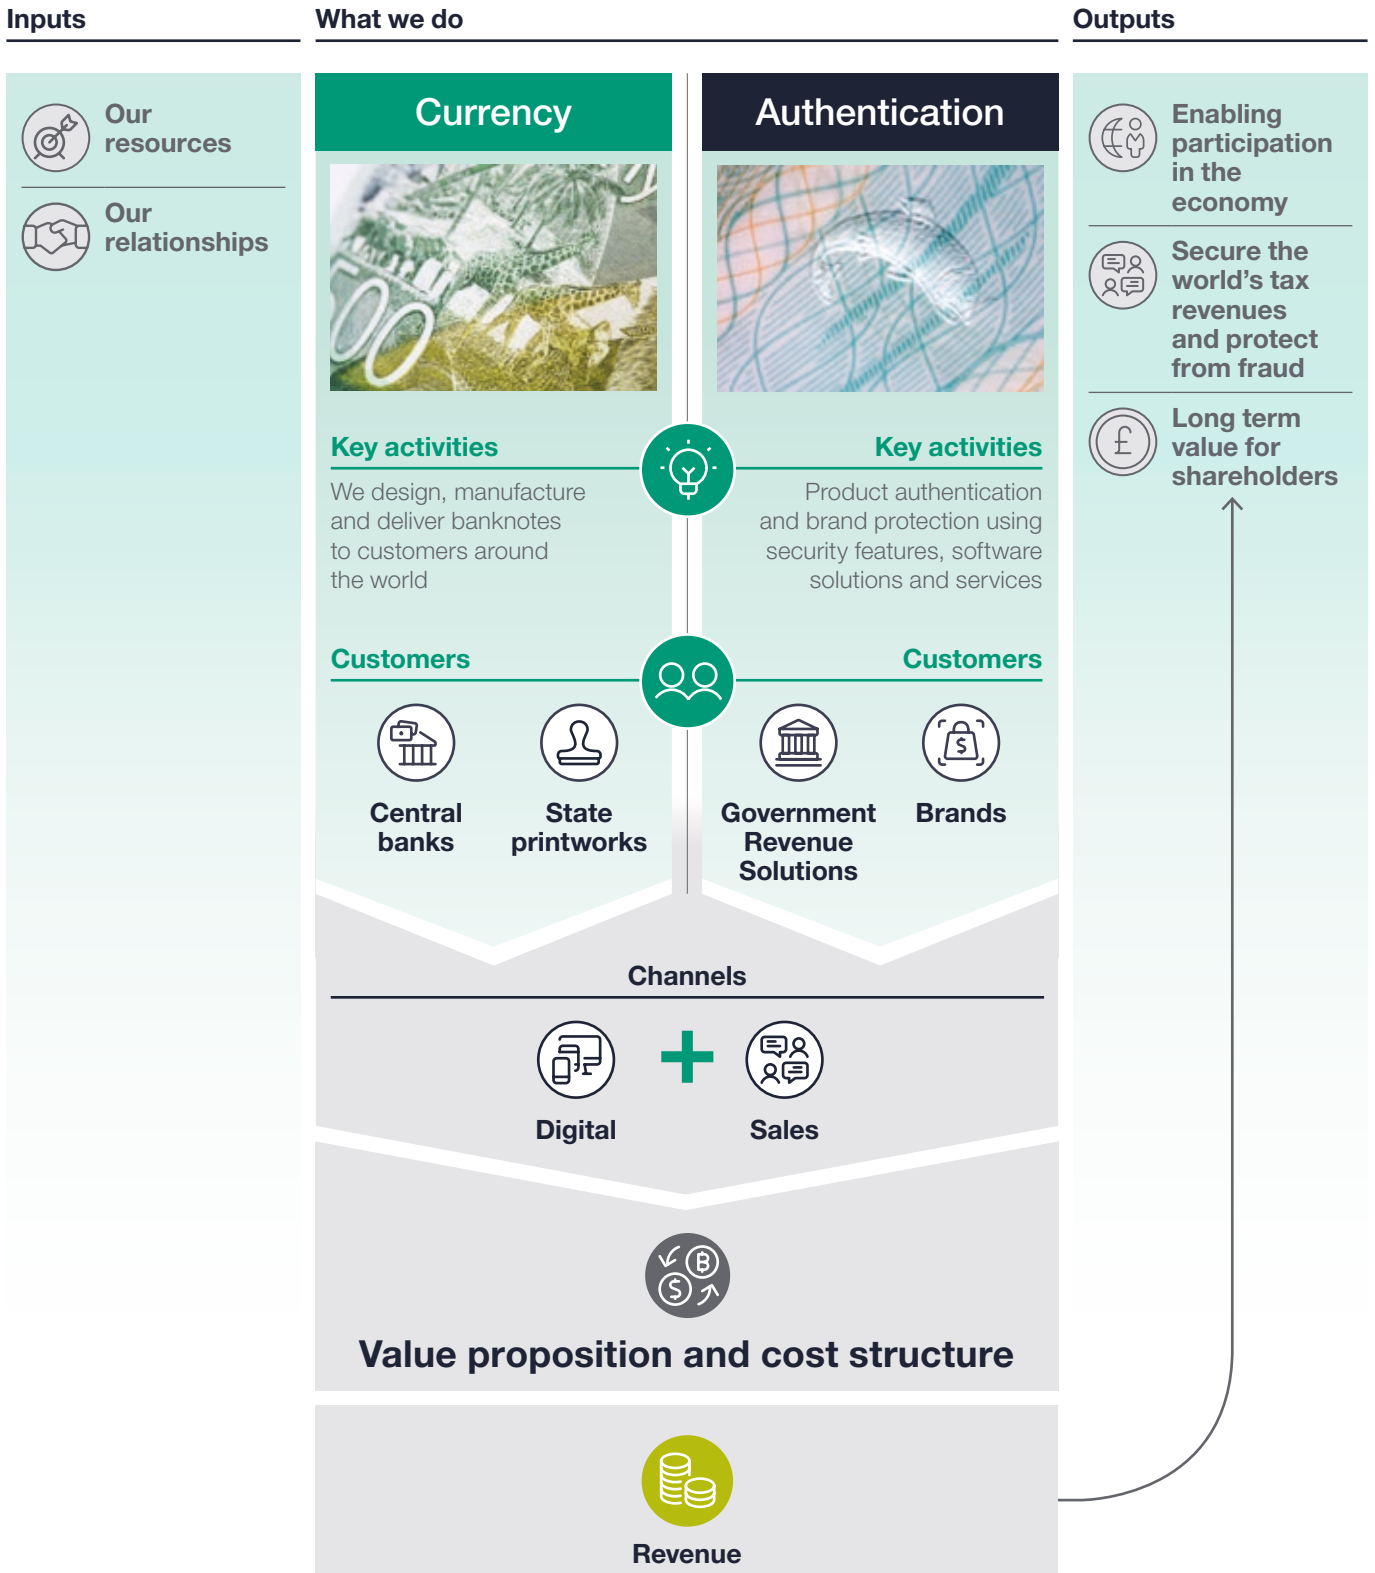 Inputs
What we do
Outputs
Our
resources
Our
relationships
Currency
Key activities
We design, manufacture
and deliver banknotes
to customers around
the world
Customers
Central
banks
State
printworks
Authentication
Key activities
Product authentication
and brand protection using
security features, software
solutions and services
Customers
Government
Revenue
Solutions
Brands
Channels
Digital
+
Sales
Value proposition and cost structure
Revenue
Enabling
participation
in the
economy
Secure the
world’s tax
revenues
and protect
from fraud
Long term
value for
shareholders